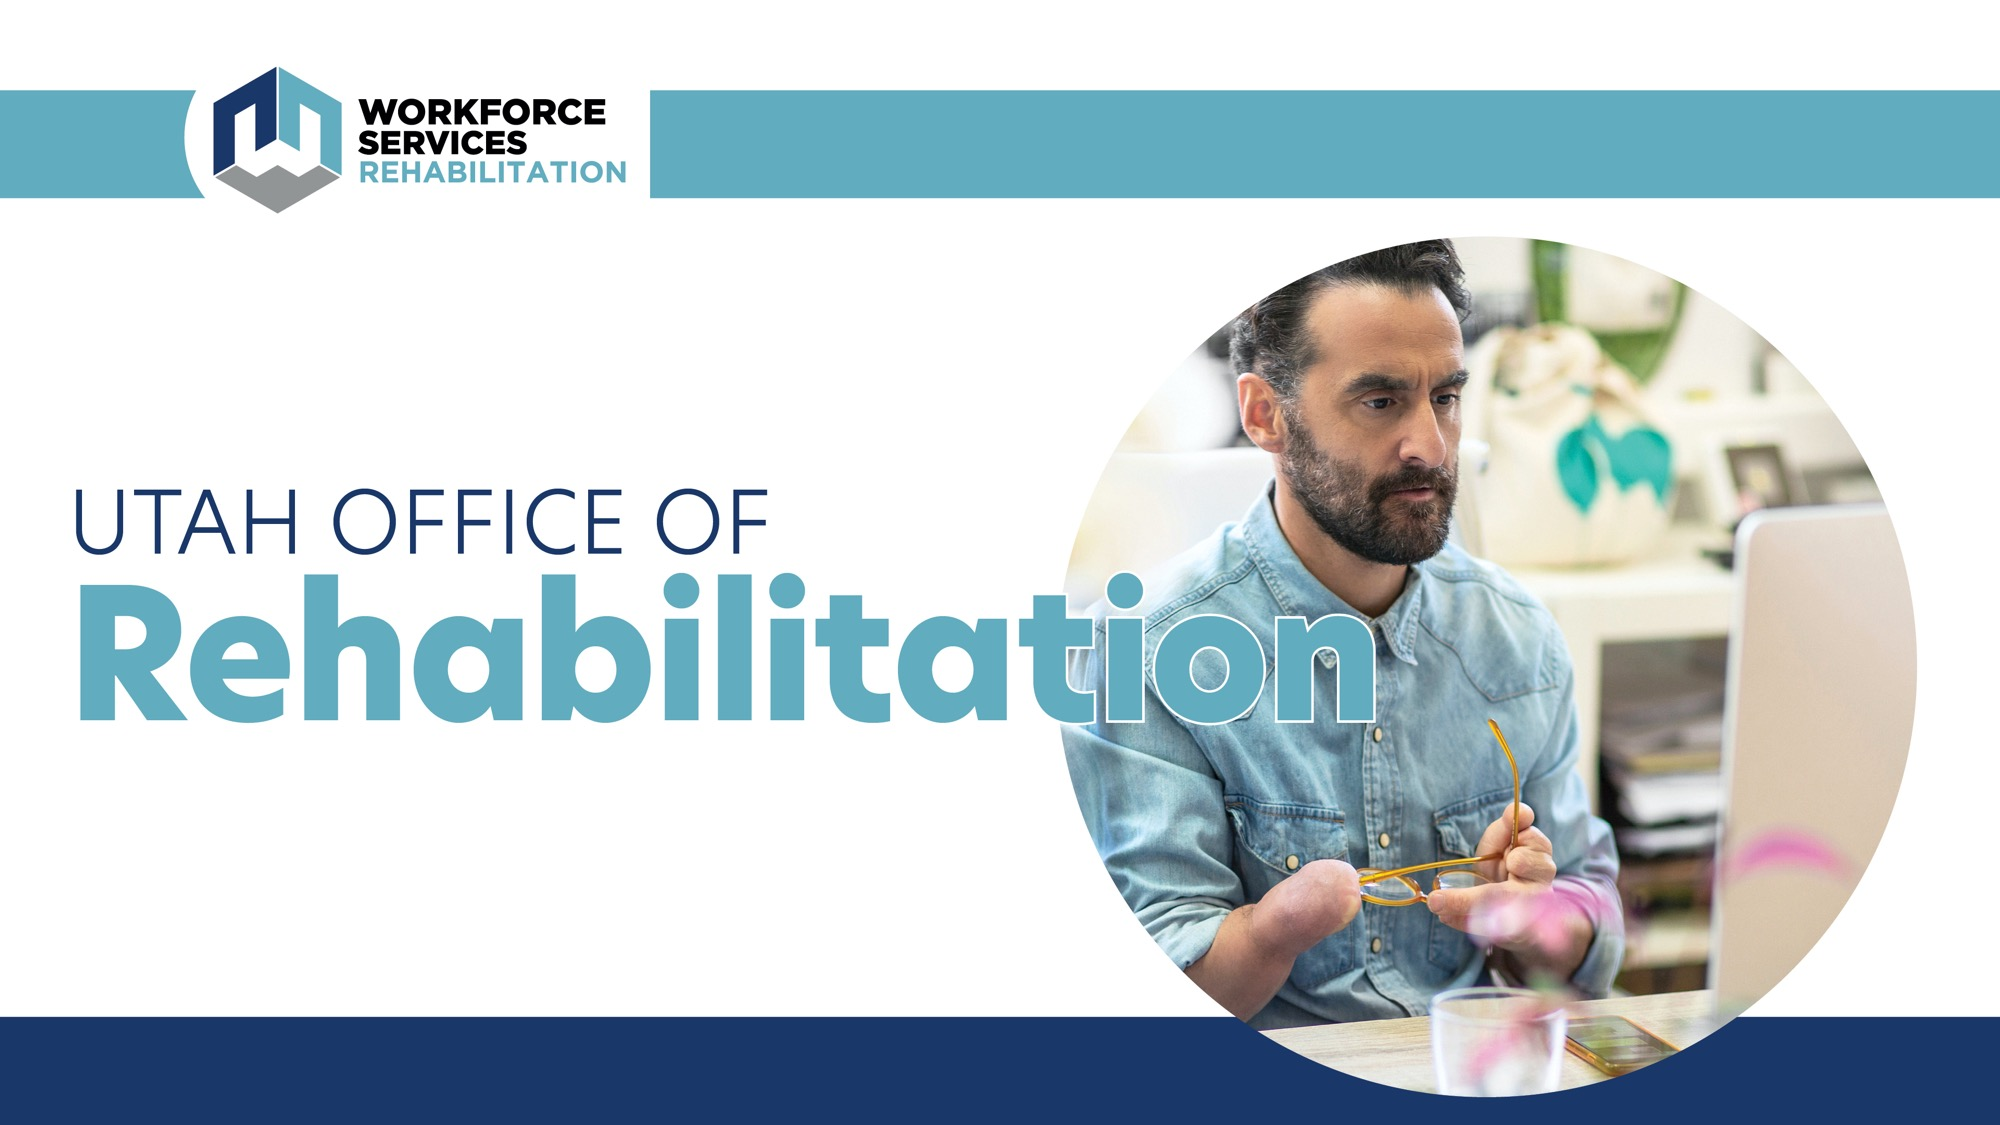 WORKFORCE
SERVICES
REHABILITATION
UTAH OFFICE OF
Rehabilitation